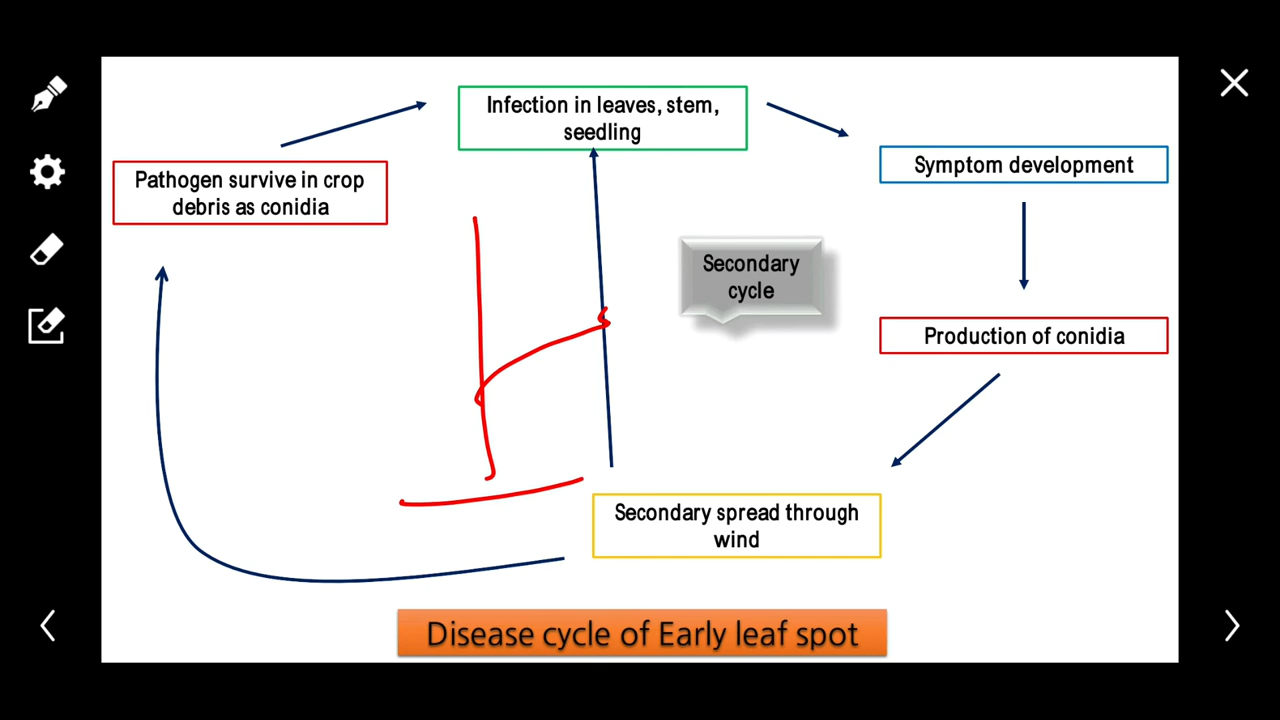 Infection in leaves, stem,
seedling
Pathogen survive in crop
debris as conidia
Symptom development
Secondary
cycle
Production of conidia
Secondary spread through
wind
Disease cycle of Early leaf spot